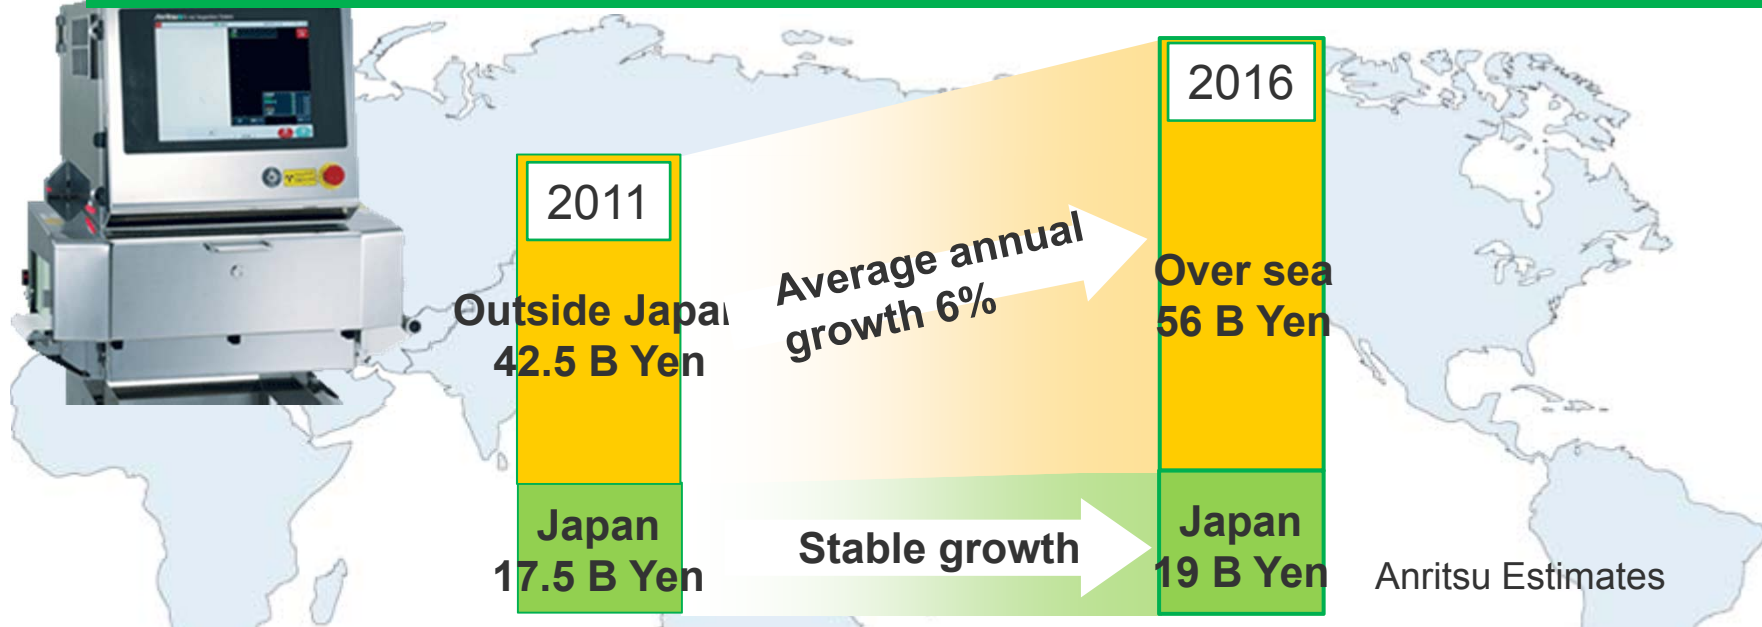 2011
Outside Japa
42.5 B Yen
Japan
17.5 B Yen
Average annual
growth 6%
Stable growth
2016
Over sea
56 B Yen
Japan
19 B Yen
Anritsu Estimates